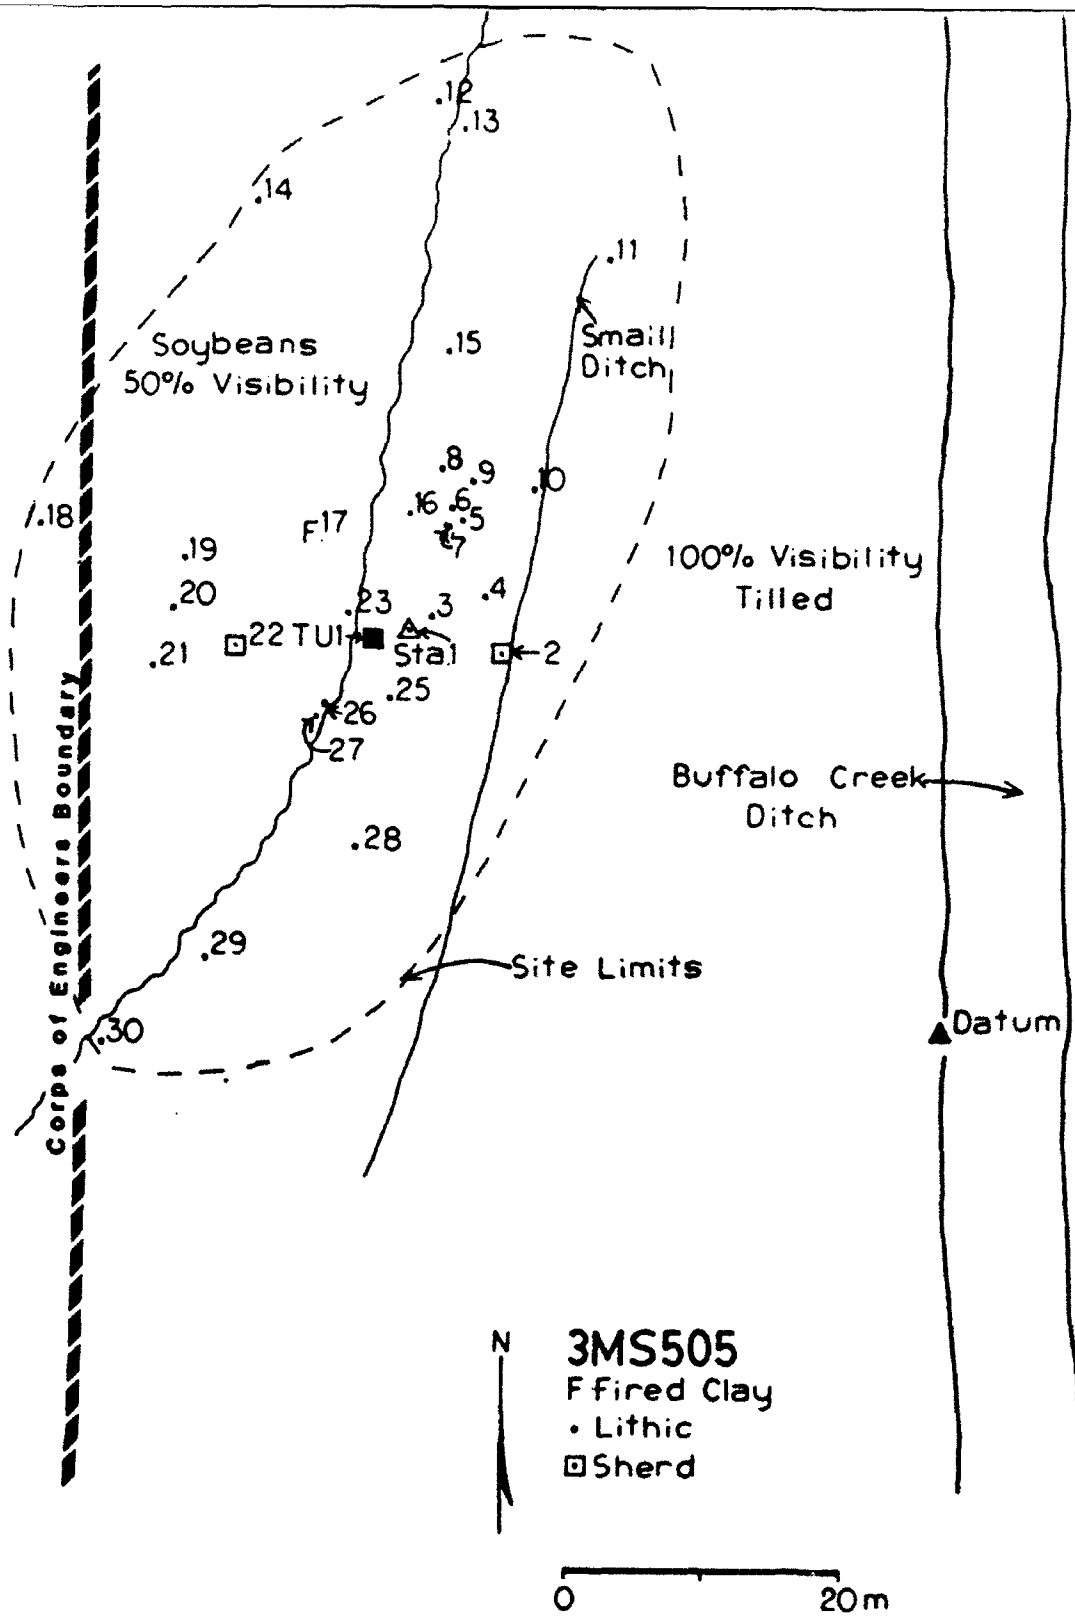 .12
.13
.14
.11
Small
Ditch
.15
Soybeans
50% Visibility
.8
.9
.10
.16
.6
.5
.18
F.17
7
.19
100% Visibility
Tilled
.20
.4
.23
.3
22 TU1
Sta.1
2
.21
.25
26
27
Buffalo Creek
Ditch
.28
.29
Site Limits
.30
Datum
Corps of Engineers Boundary
N
3MS505
F Fired Clay
. Lithic
Sherd
0 20m